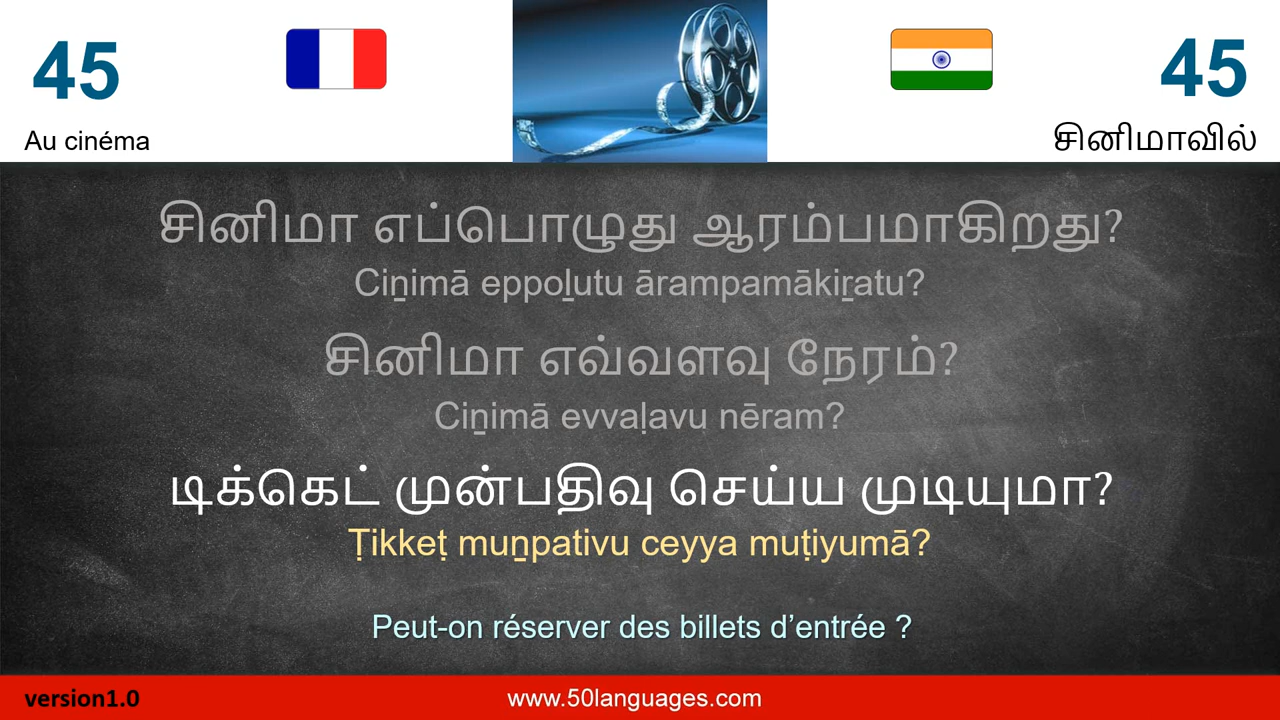 45
45
Au cinéma
சினிமாவில்
சினிமா எப்பொழுது ஆரம்பமாகிறது?
Ciṉimā eppoḻutu ārampamākiṟatu?
சினிமா எவ்வளவு நேரம்?
Ciṉimā evvaḷavu nēram?
டிக்கெட் முன்பதிவு செய்ய முடியுமா?
Ṭikkeṭ muṉpativu ceyya muṭiyumā?
Peut-on réserver des billets d’entrée ?
version1.0
www.50languages.com